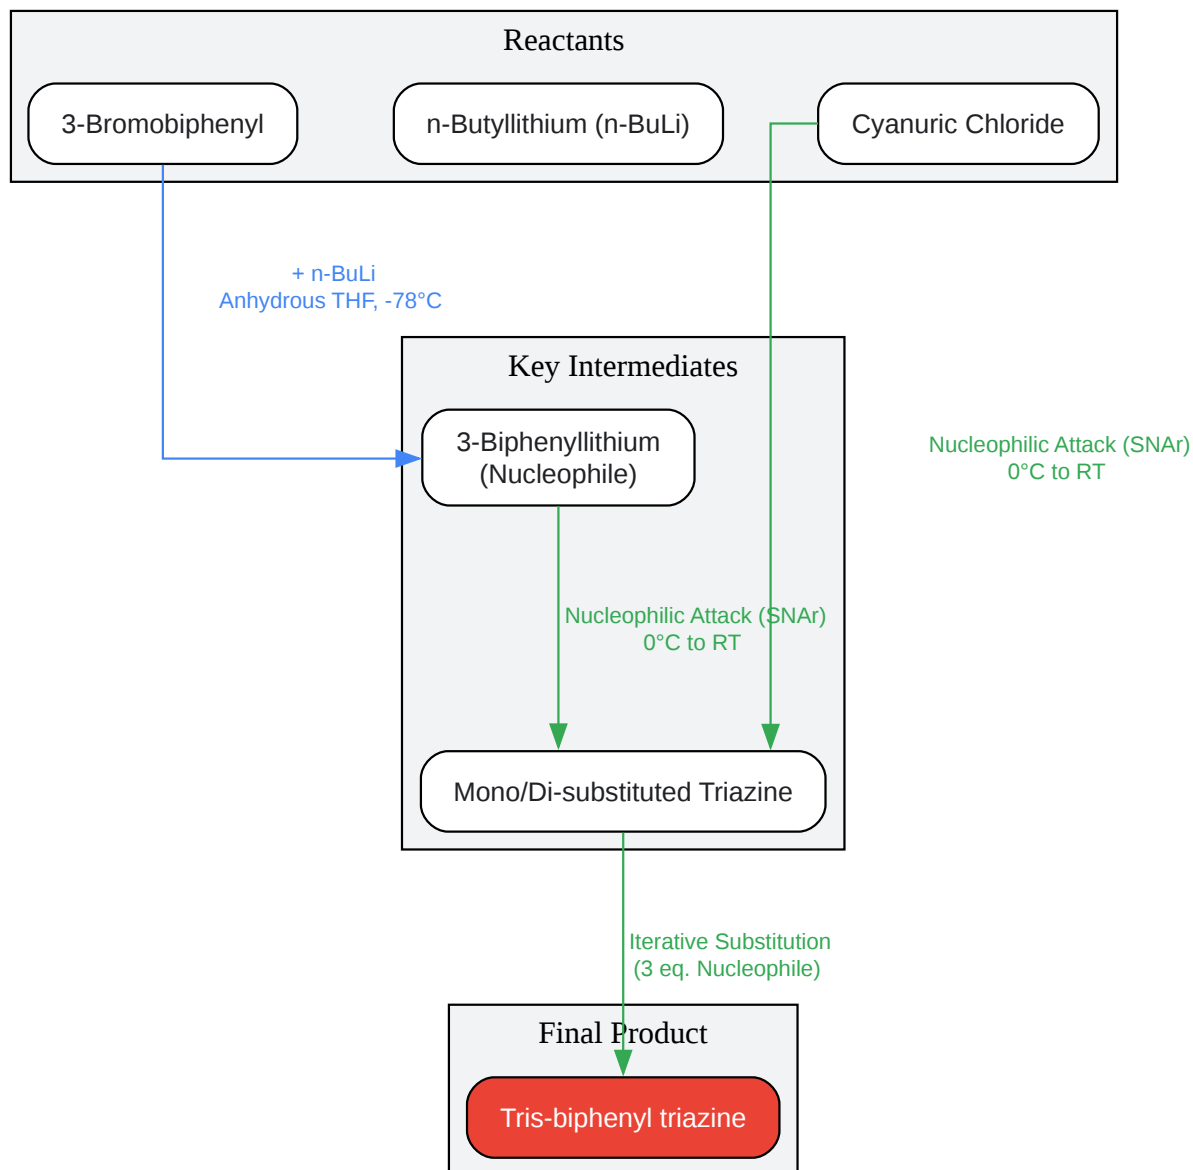 Reactants
3-Bromobiphenyl
n-Butyllithium (n-BuLi)
Cyanuric Chloride
+ n-BuLi
Anhydrous THF, -78°C
Key Intermediates
3-Biphenyllithium
(Nucleophile)
Nucleophilic Attack (SNAr)
0°C to RT
Nucleophilic Attack (SNAr)
0°C to RT
Mono/Di-substituted Triazine
Iterative Substitution
(3 eq. Nucleophile)
Final Product
Tris-biphenyl triazine